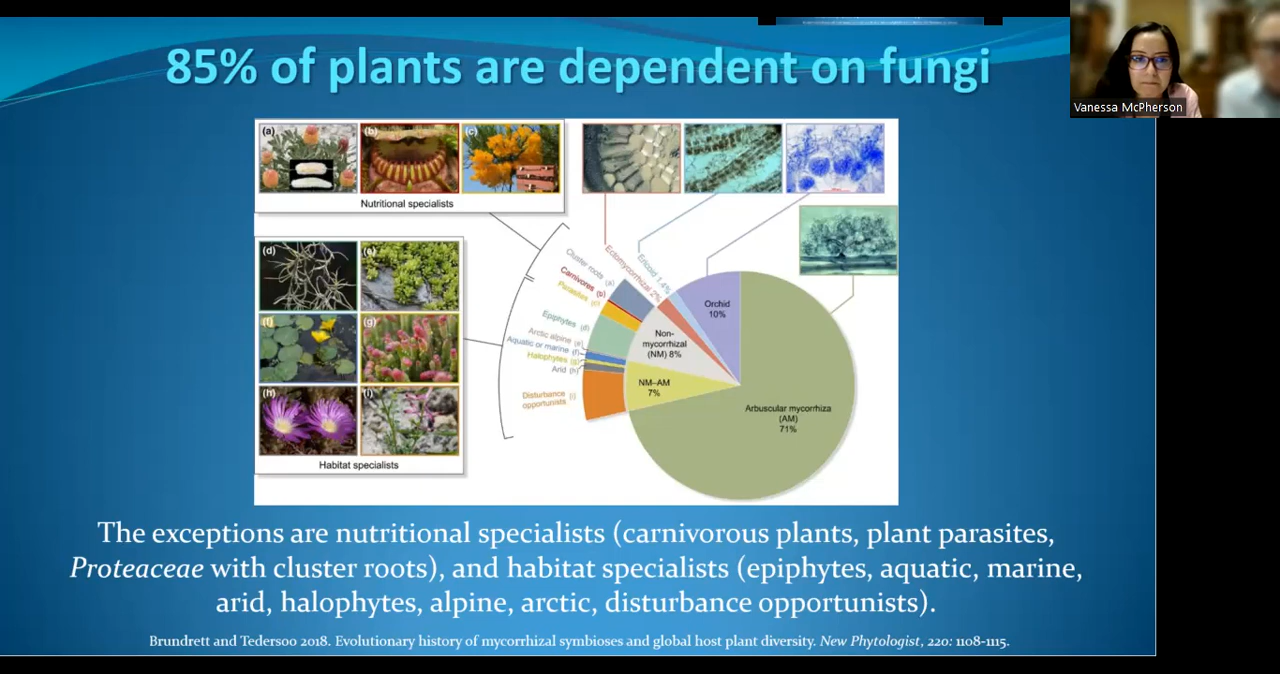 85% of plants are dependent on fungi
Vanessa McPherson
(a)
(b)
(c)
Nutritional specialists
(d)
(e)
(f)
(g)
(h)
(i)
Habitat specialists
Cluster roots (a)
Carnivores (b)
Parasites (c)
Epiphytes (d)
Arctic alpine (e)
Aquatic or marine (f)
Halophytes (g)
Arid (h)
Disturbance
opportunists (i)
Ectomycorrhizal 2%
Ericoid 1.4%
Orchid
10%
Non-
mycorrhizal
(NM) 8%
NM–AM
7%
Arbuscular mycorrhiza
(AM)
71%
The exceptions are nutritional specialists (carnivorous plants, plant parasites,
Proteaceae with cluster roots), and habitat specialists (epiphytes, aquatic, marine,
arid, halophytes, alpine, arctic, disturbance opportunists).
Brundrett and Tedersoo 2018. Evolutionary history of mycorrhizal symbioses and global host plant diversity. New Phytologist, 220: 1108-1115.